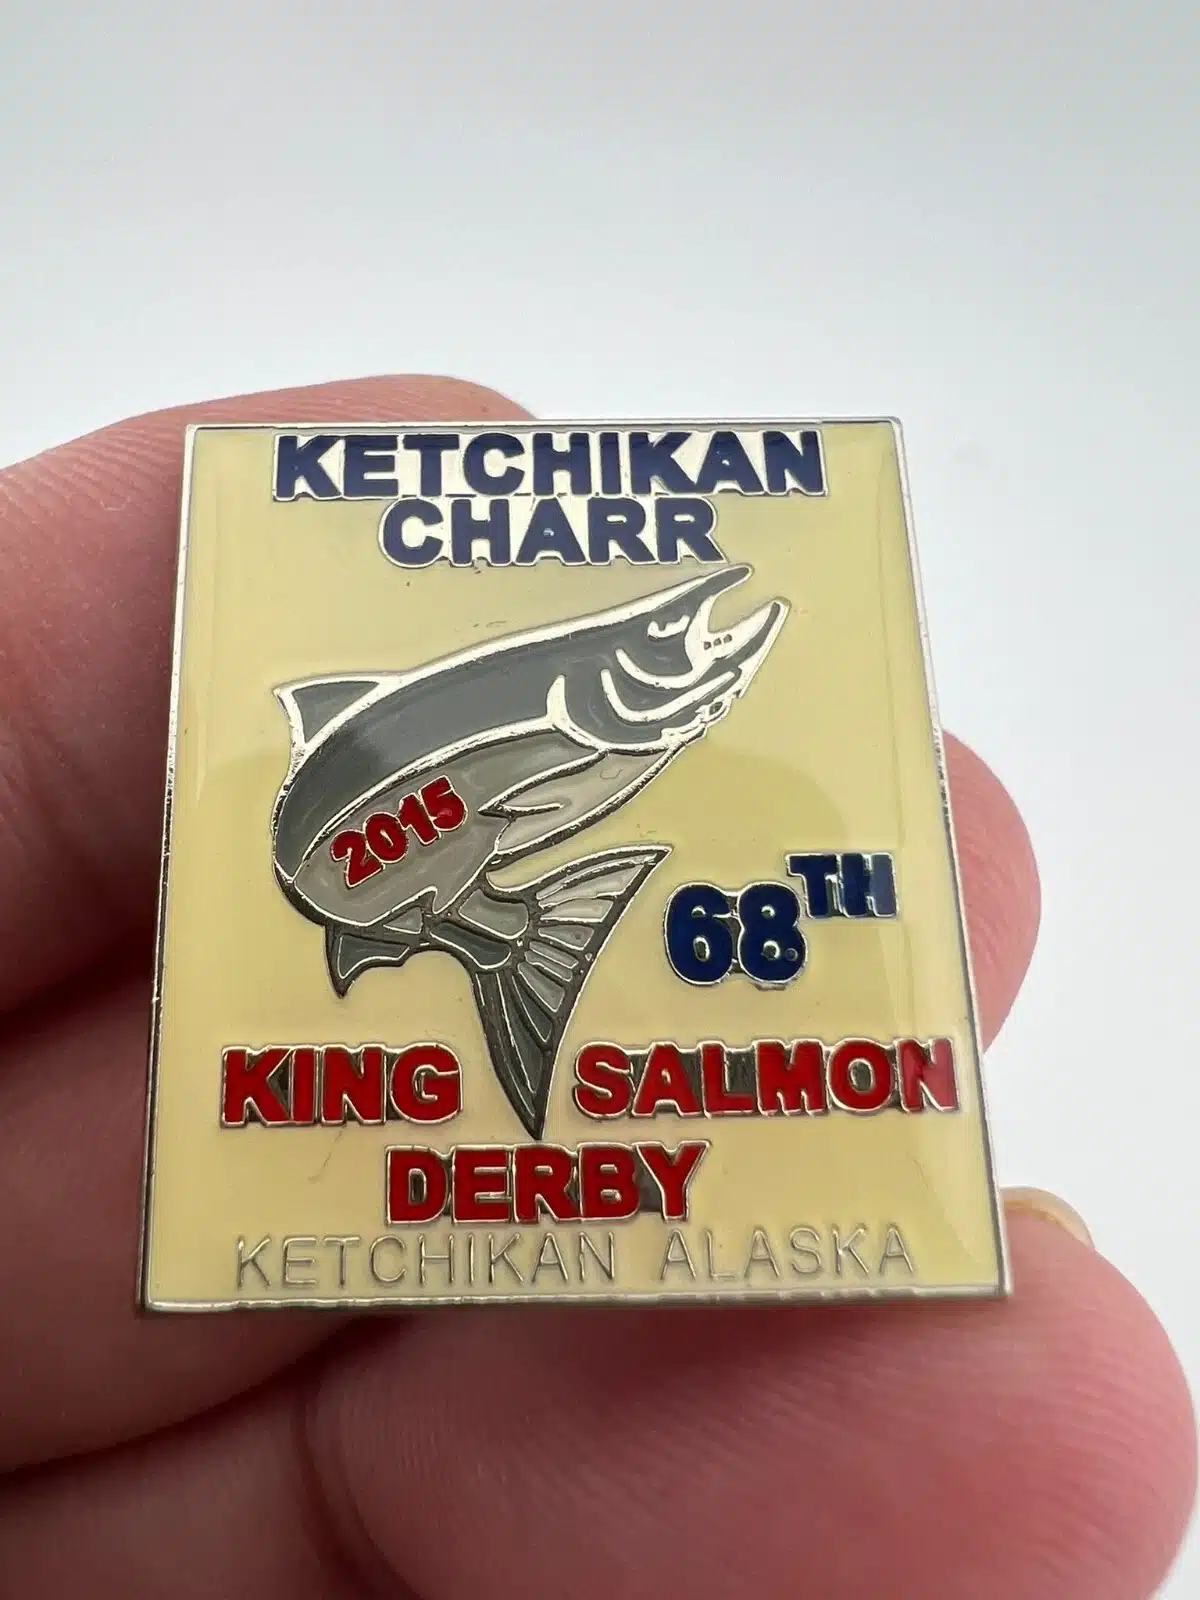 KETCHIKAN
CHARR
2015
68TH
KING SALMON
DERBY
KETCHIKAN ALASKA